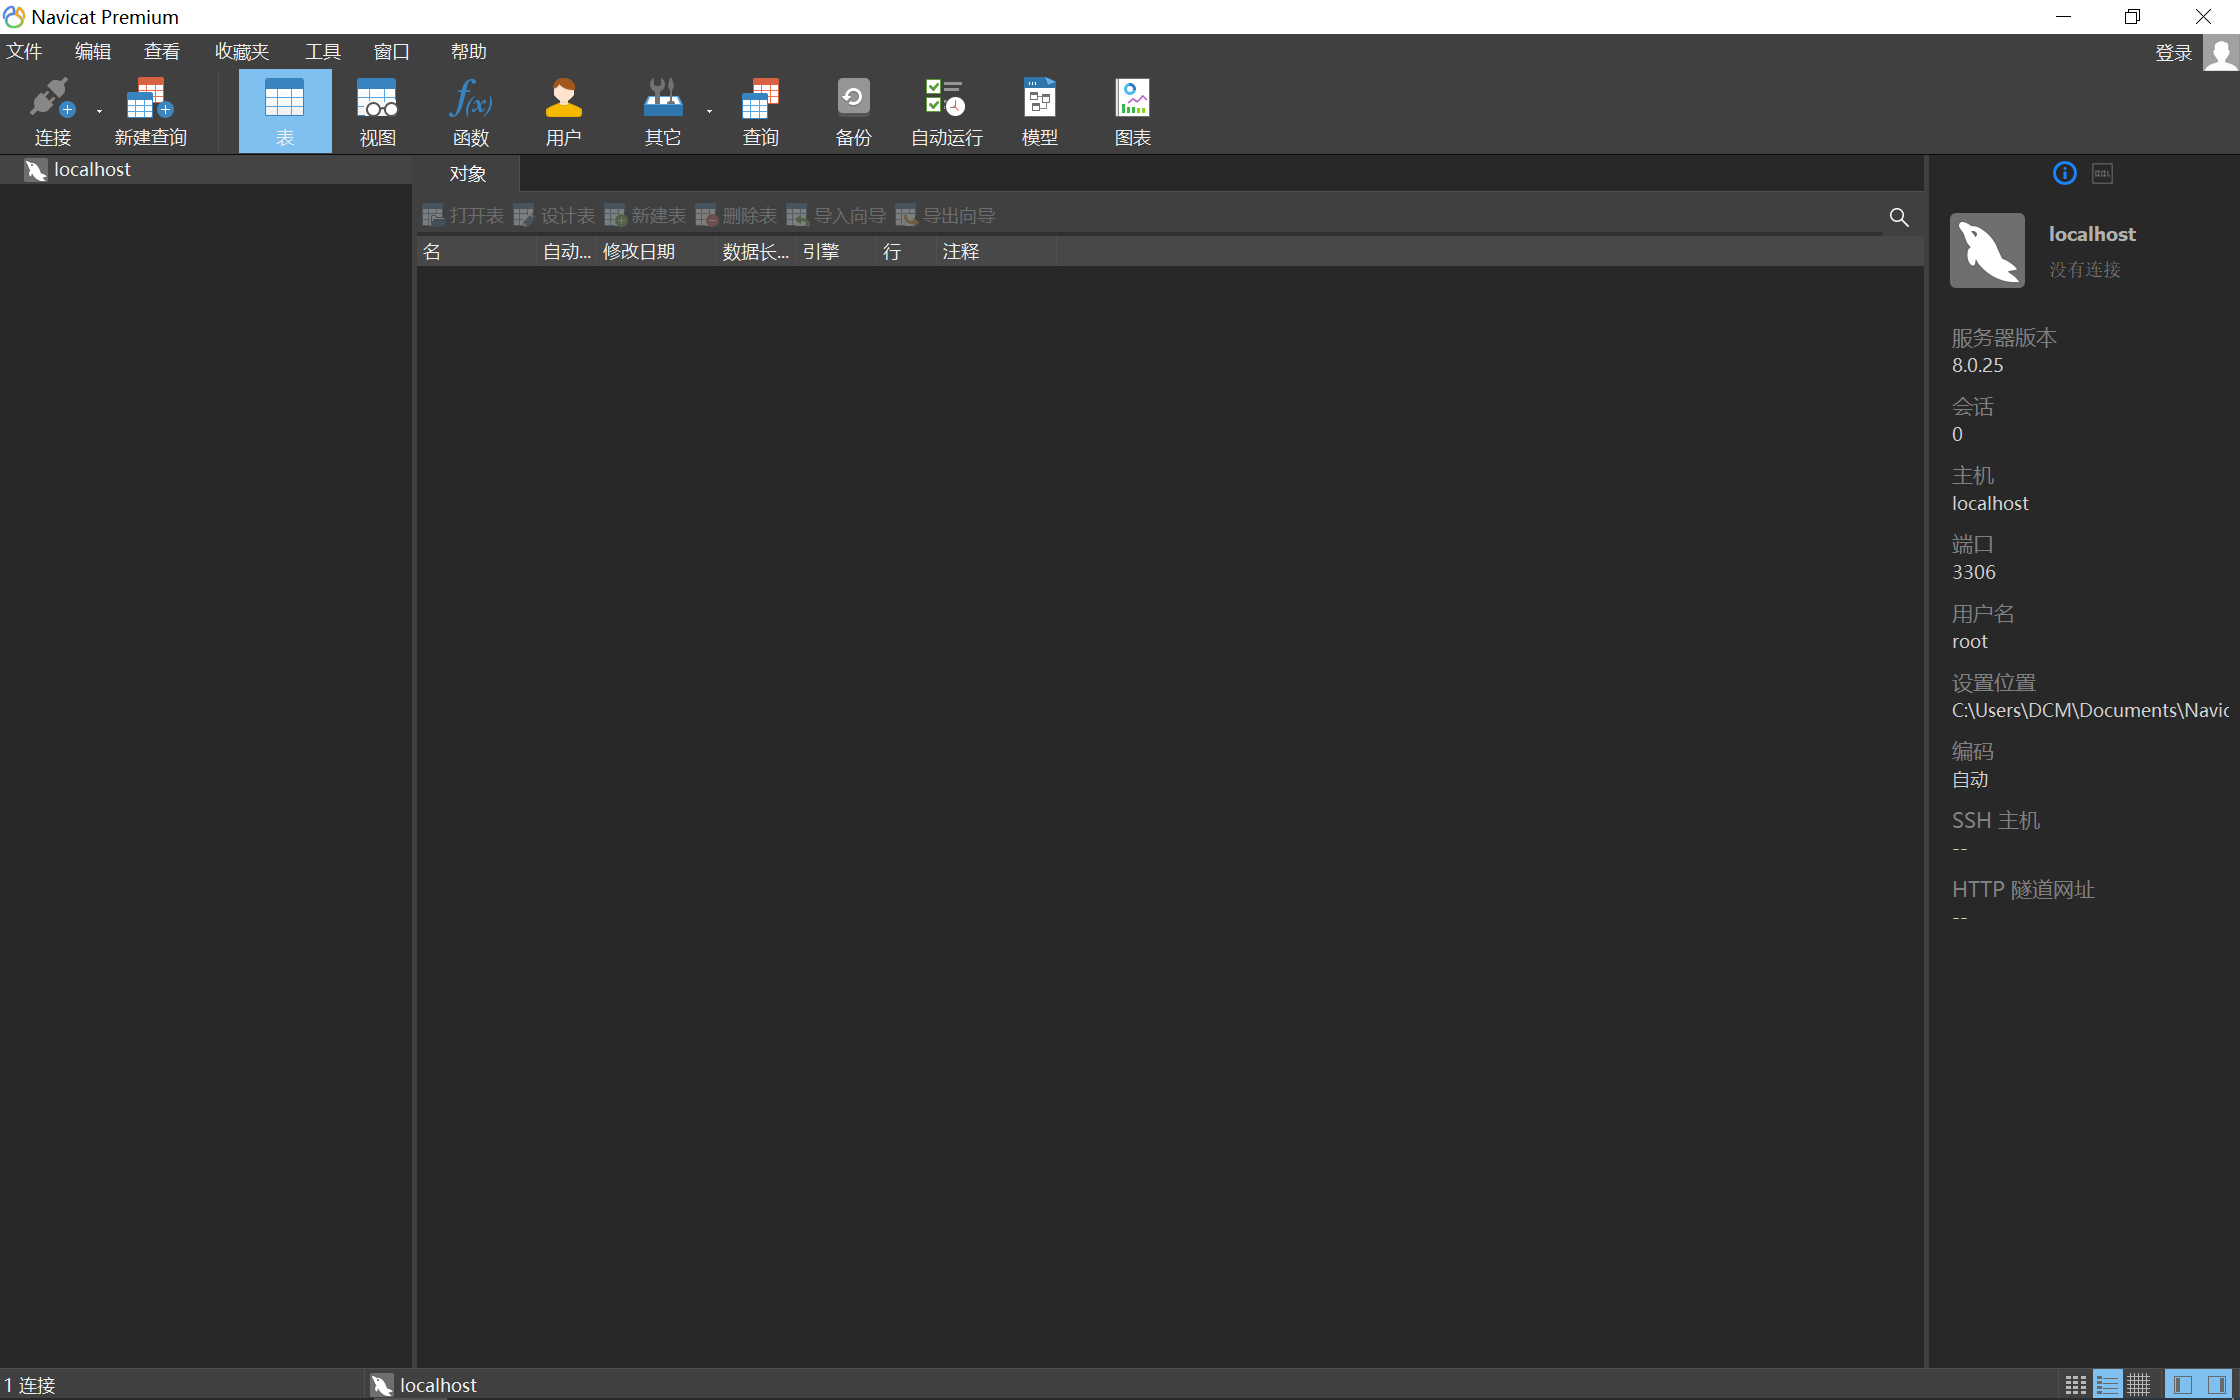 Navicat Premium
文件 编辑 查看 收藏夹 工具 窗口 帮助 登录
连接 新建查询 表 视图 函数 用户 其它 查询 备份 自动运行 模型 图表
localhost
对象
打开表 设计表 新建表 删除表 导入向导 导出向导
名 自动... 修改日期 数据长... 引擎 行 注释
localhost
没有连接
服务器版本
8.0.25
会话
0
主机
localhost
端口
3306
用户名
root
设置位置
C:\Users\DCM\Documents\Navic
编码
自动
SSH 主机
--
HTTP 隧道网址
--
1 连接 localhost